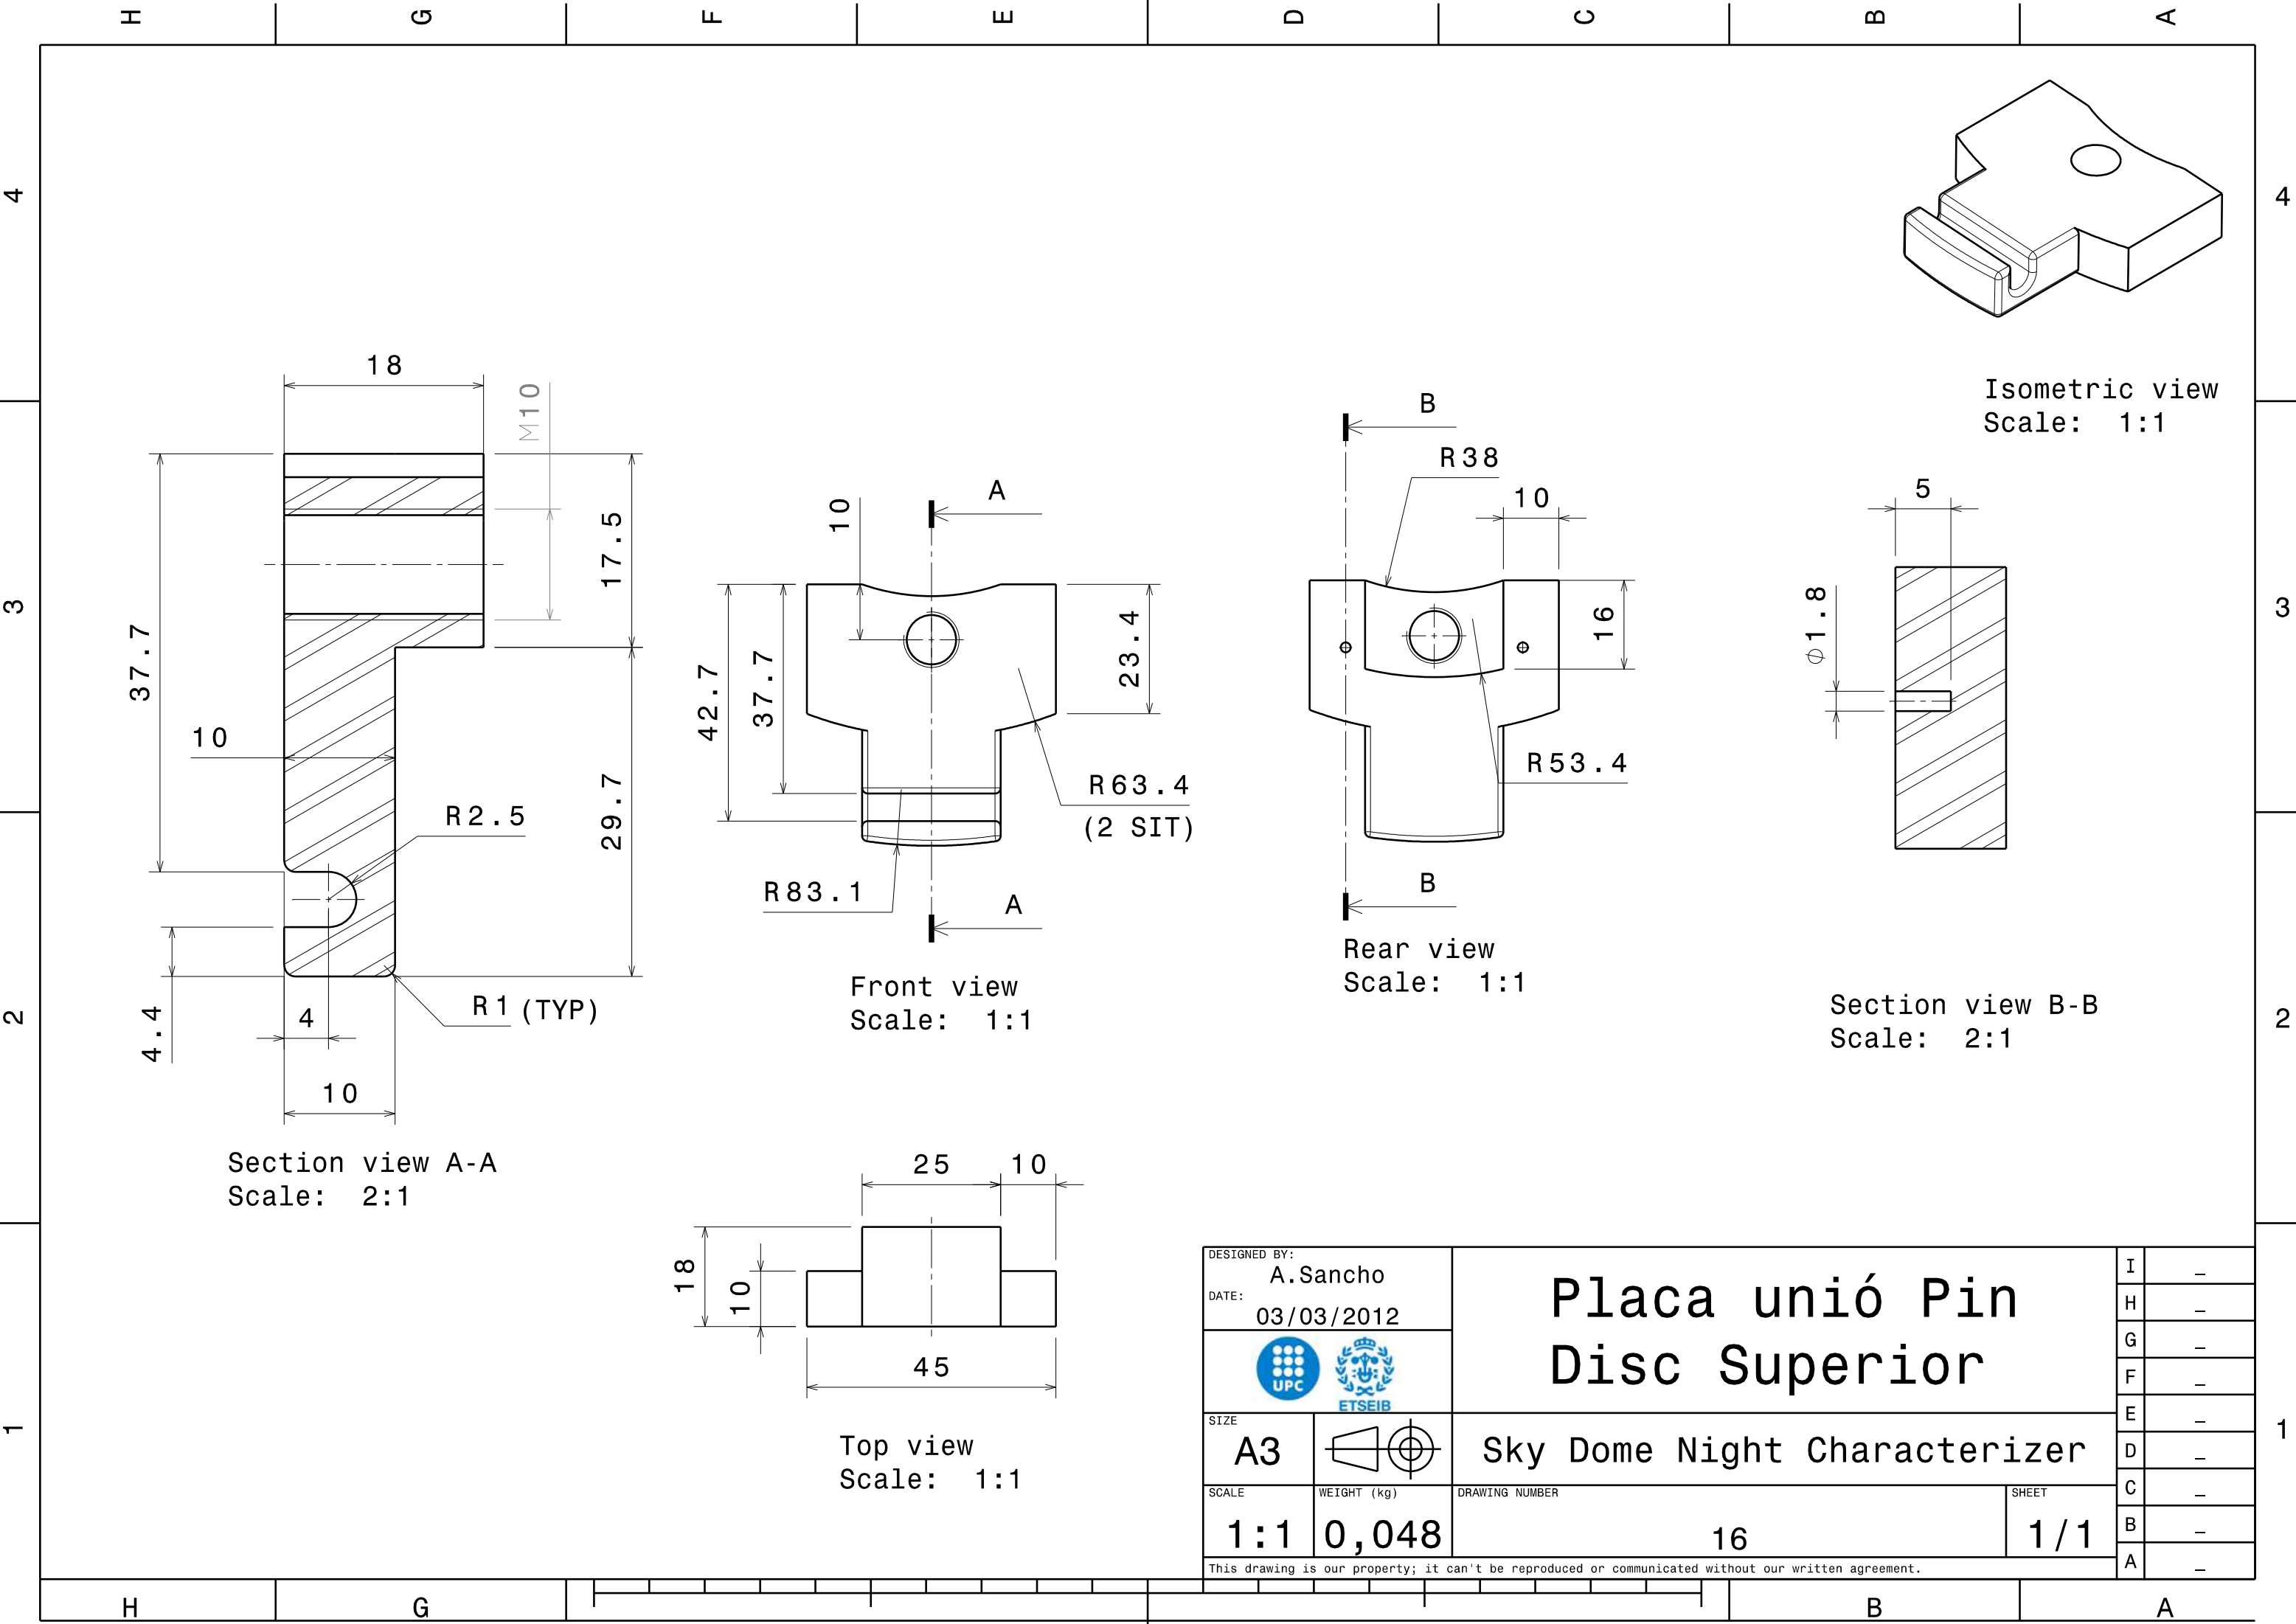 H G F E D C B A
4 4
3 3
2 2
1 1
Isometric view
Scale: 1:1
18
M10
37.7
17.5
10
R2.5
29.7
4.4
4
R1 (TYP)
10
Section view A-A
Scale: 2:1
A
10
42.7
37.7
23.4
R63.4
(2 SIT)
R83.1
A
Front view
Scale: 1:1
B
R38
10
16
R53.4
B
Rear view
Scale: 1:1
5
Ø1.8
Section view B-B
Scale: 2:1
25
10
18
10
45
Top view
Scale: 1:1
DESIGNED BY:
A.Sancho
DATE:
03/03/2012
UPC
ETSEIB
Placa unió Pin
Disc Superior
SIZE
A3
Sky Dome Night Characterizer
SCALE
1:1
WEIGHT (kg)
0,048
DRAWING NUMBER
16
SHEET
1/1
This drawing is our property; it can't be reproduced or communicated without our written agreement.
I _
H _
G _
F _
E _
D _
C _
B _
A _
H G B A